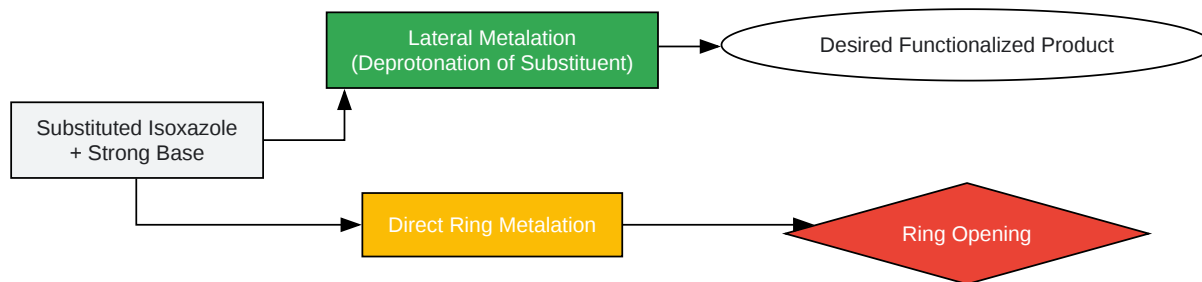 Lateral Metalation
(Deprotonation of Substituent)
Desired Functionalized Product
Substituted Isoxazole
+ Strong Base
Direct Ring Metalation
Ring Opening